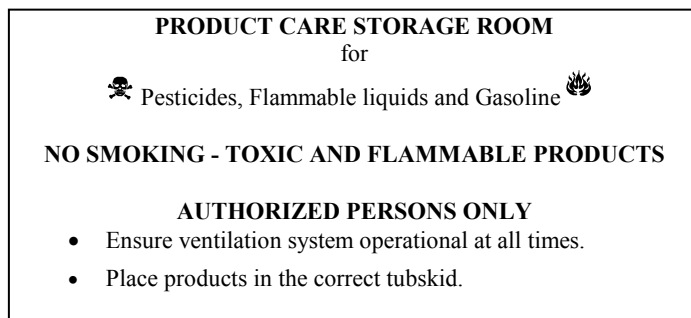 PRODUCT CARE STORAGE ROOM
for
Pesticides, Flammable liquids and Gasoline
NO SMOKING - TOXIC AND FLAMMABLE PRODUCTS
AUTHORIZED PERSONS ONLY
• Ensure ventilation system operational at all times.
• Place products in the correct tubskid.